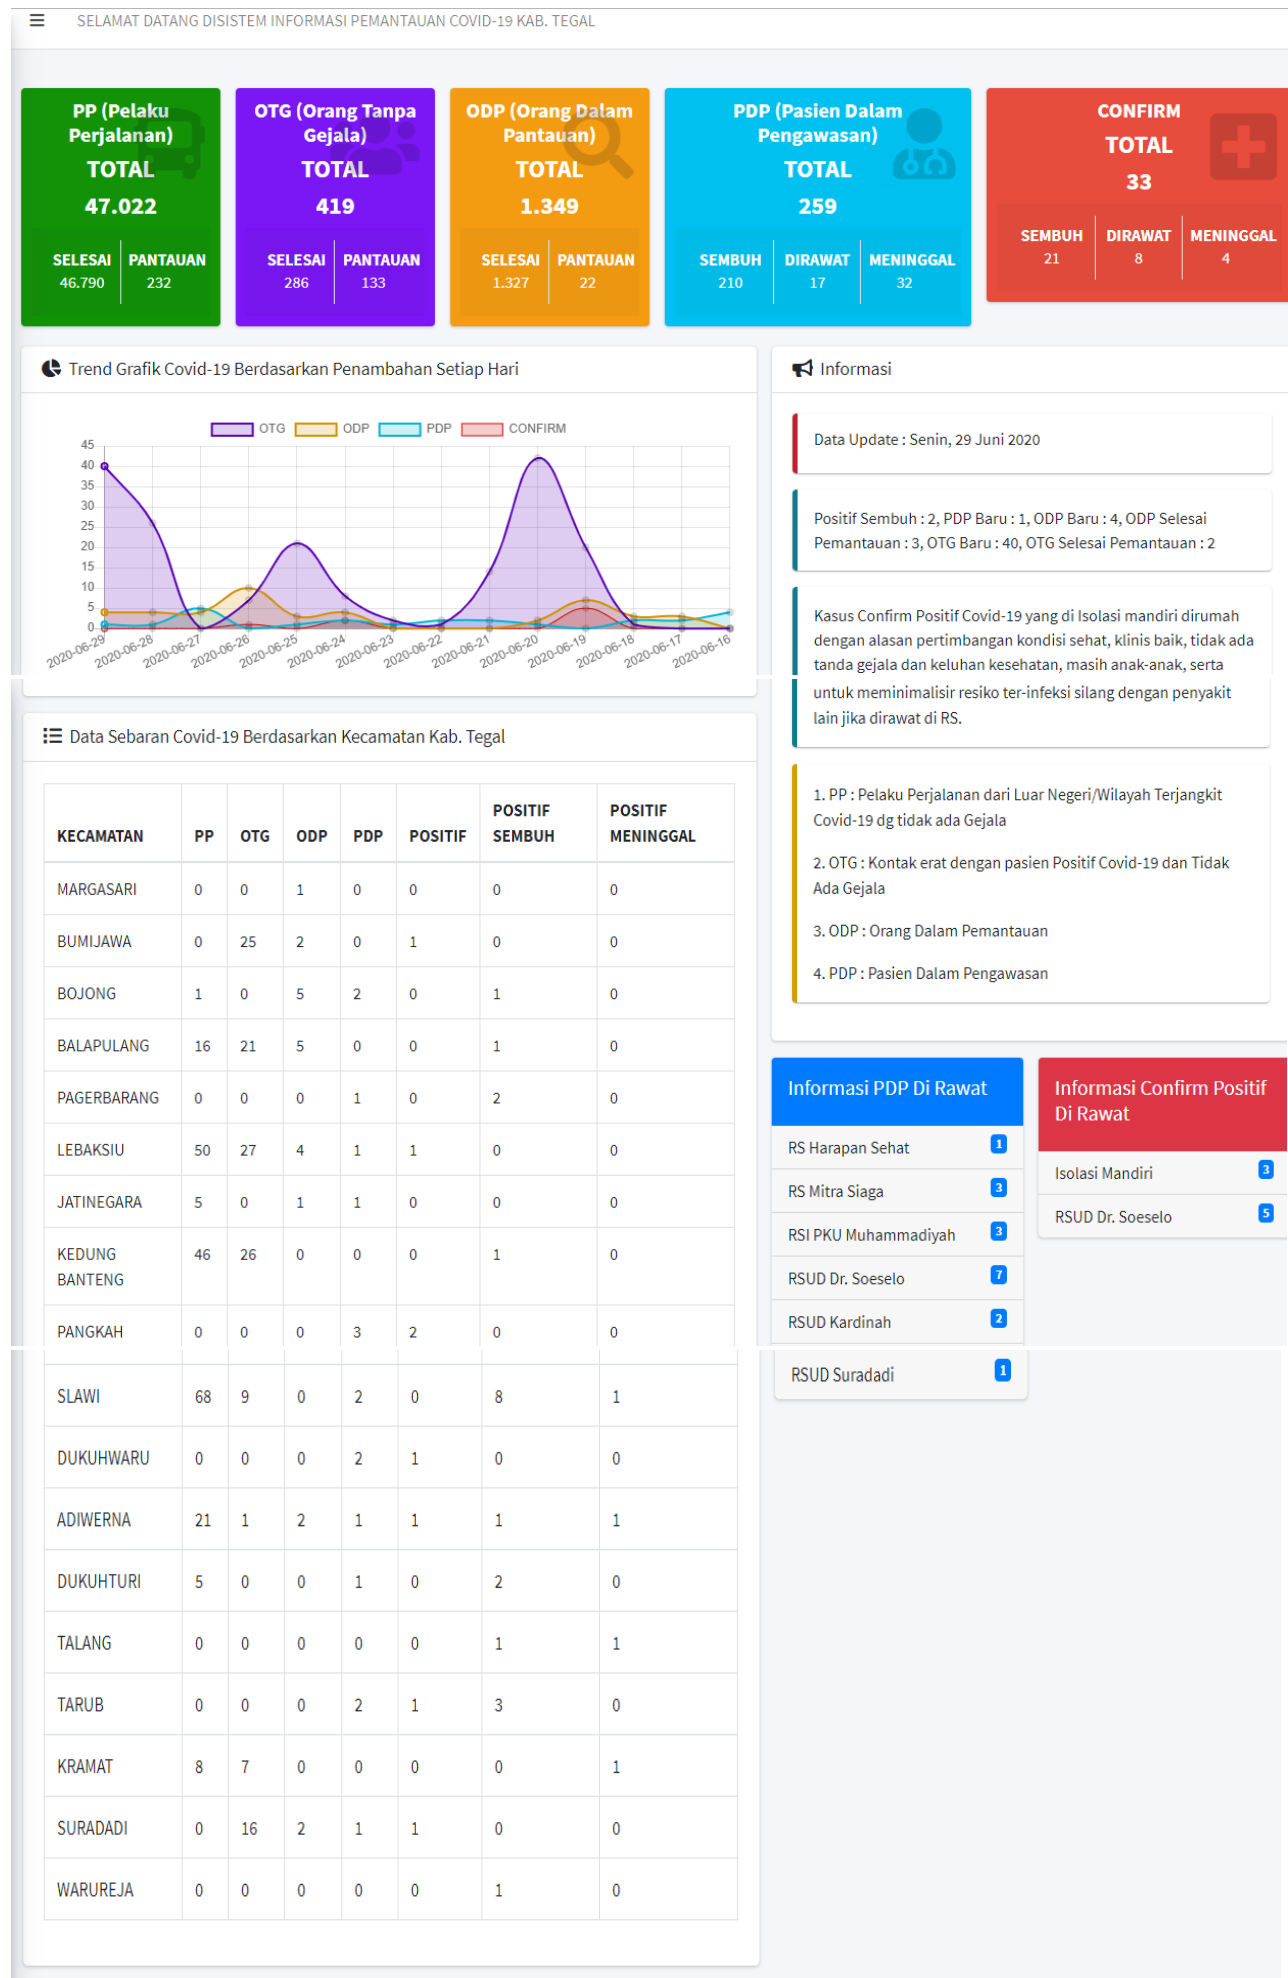 SELAMAT DATANG DISISTEM INFORMASI PEMANTAUAN COVID-19 KAB. TEGAL
PP (Pelaku
Perjalanan)
TOTAL
47.022
SELESAI PANTAUAN
46.790 232
OTG (Orang Tanpa
Gejala)
TOTAL
419
SELESAI PANTAUAN
286 133
ODP (Orang Dalam
Pantauan)
TOTAL
1.349
SELESAI PANTAUAN
1.327 22
PDP (Pasien Dalam
Pengawasan)
TOTAL
259
SEMBUH DIRAWAT MENINGGAL
210 17 32
CONFIRM
TOTAL
33
SEMBUH DIRAWAT MENINGGAL
21 8 4
Trend Grafik Covid-19 Berdasarkan Penambahan Setiap Hari
OTG ODP PDP CONFIRM
45
40
35
30
25
20
15
10
5
0
2020-06-29 2020-06-28 2020-06-27 2020-06-26 2020-06-25 2020-06-24 2020-06-23 2020-06-22 2020-06-21 2020-06-20 2020-06-19 2020-06-18 2020-06-17 2020-06-16
Informasi
Data Update : Senin, 29 Juni 2020
Positif Sembuh : 2, PDP Baru : 1, ODP Baru : 4, ODP Selesai
Pemantauan : 3, OTG Baru : 40, OTG Selesai Pemantauan : 2
Kasus Confirm Positif Covid-19 yang di Isolasi mandiri dirumah
dengan alasan pertimbangan kondisi sehat, klinis baik, tidak ada
tanda gejala dan keluhan kesehatan, masih anak-anak, serta
untuk meminimalisir resiko ter-infeksi silang dengan penyakit
lain jika dirawat di RS.
1. PP : Pelaku Perjalanan dari Luar Negeri/Wilayah Terjangkit
Covid-19 dg tidak ada Gejala
2. OTG : Kontak erat dengan pasien Positif Covid-19 dan Tidak
Ada Gejala
3. ODP : Orang Dalam Pemantauan
4. PDP : Pasien Dalam Pengawasan
Data Sebaran Covid-19 Berdasarkan Kecamatan Kab. Tegal
KECAMATAN PP OTG ODP PDP POSITIF POSITIF SEMBUH POSITIF MENINGGAL
MARGASARI 0 0 1 0 0 0 0
BUMIJAWA 0 25 2 0 1 0 0
BOJONG 1 0 5 2 0 1 0
BALAPULANG 16 21 5 0 0 1 0
PAGERBARANG 0 0 0 1 0 2 0
LEBAKSIU 50 27 4 1 1 0 0
JATINEGARA 5 0 1 1 0 0 0
KEDUNG BANTENG 46 26 0 0 0 1 0
PANGKAH 0 0 0 3 2 0 0
SLAWI 68 9 0 2 0 8 1
DUKUHWARU 0 0 0 2 1 0 0
ADIWERNA 21 1 2 1 1 1 1
DUKUHTURI 5 0 0 1 0 2 0
TALANG 0 0 0 0 0 1 1
TARUB 0 0 0 2 1 3 0
KRAMAT 8 7 0 0 0 0 1
SURADADI 0 16 2 1 1 0 0
WARUREJA 0 0 0 0 0 1 0
Informasi PDP Di Rawat
RS Harapan Sehat 1
RS Mitra Siaga 3
RSI PKU Muhammadiyah 3
RSUD Dr. Soeselo 7
RSUD Kardinah 2
RSUD Suradadi 1
Informasi Confirm Positif
Di Rawat
Isolasi Mandiri 3
RSUD Dr. Soeselo 5